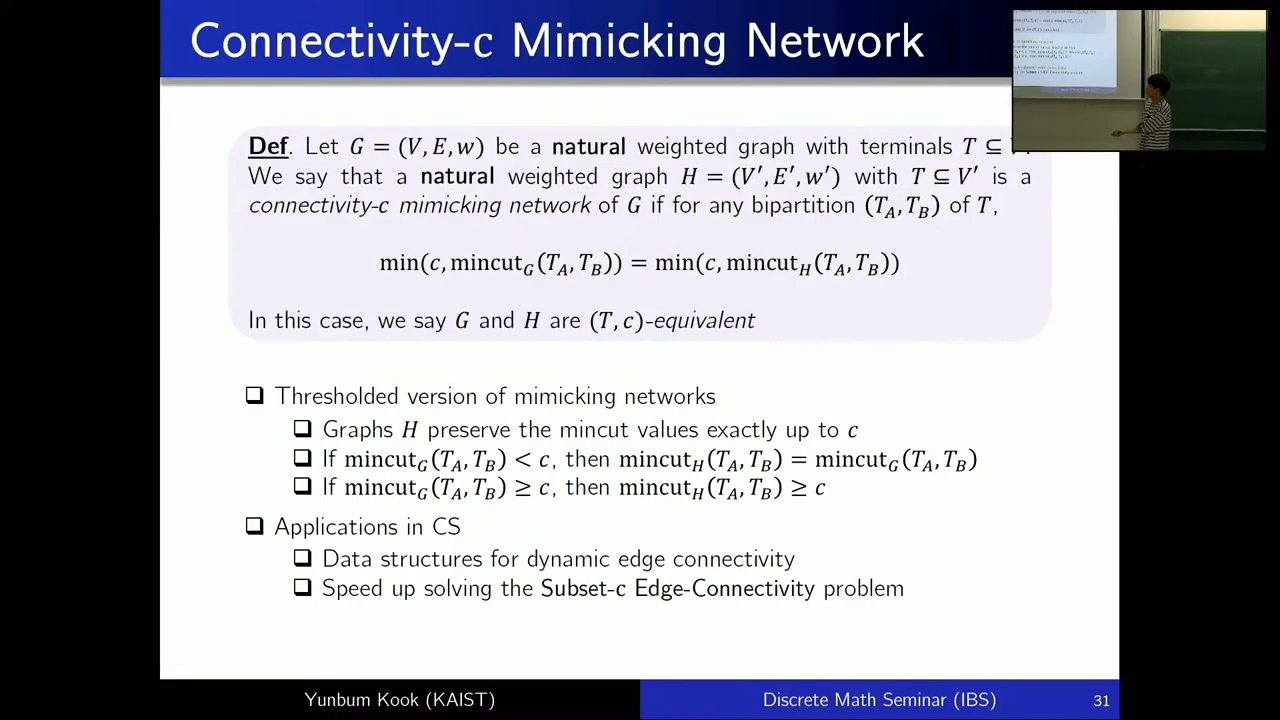 Connectivity-c Mimicking Network
Def. Let G = (V, E, w) be a natural weighted graph with terminals T ⊆
We say that a natural weighted graph H = (V′, E′, w′) with T ⊆ V′ is a
connectivity-c mimicking network of G if for any bipartition (T_A, T_B) of T,
min(c, mincut_G(T_A, T_B)) = min(c, mincut_H(T_A, T_B))
In this case, we say G and H are (T, c)-equivalent
❑ Thresholded version of mimicking networks
❑ Graphs H preserve the mincut values exactly up to c
❑ If mincut_G(T_A, T_B) < c, then mincut_H(T_A, T_B) = mincut_G(T_A, T_B)
❑ If mincut_G(T_A, T_B) ≥ c, then mincut_H(T_A, T_B) ≥ c
❑ Applications in CS
❑ Data structures for dynamic edge connectivity
❑ Speed up solving the Subset-c Edge-Connectivity problem
Yunbum Kook (KAIST)
Discrete Math Seminar (IBS)
31